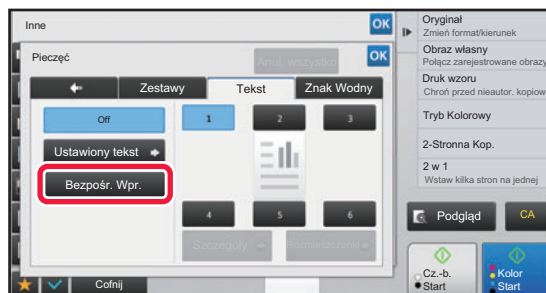 Inne
OK
Pieczęć
Anul. wszystko
OK
Zestawy
Tekst
Znak Wodny
Off
Ustawiony tekst
Bezpośr. Wpr.
1
2
3
4
5
6
Szczegóły
Rozmieszczenie
Cofnij
Oryginał
Zmień format/kierunek
Obraz własny
Połącz zarejestrowane obrazy
Druk wzoru
Chroń przed nieautor. kopiow
Tryb Kolorowy
2-Stronna Kop.
2 w 1
Wstaw kilka stron na jednej
Podgląd
CA
Cz.-b.
Start
Kolor
Start